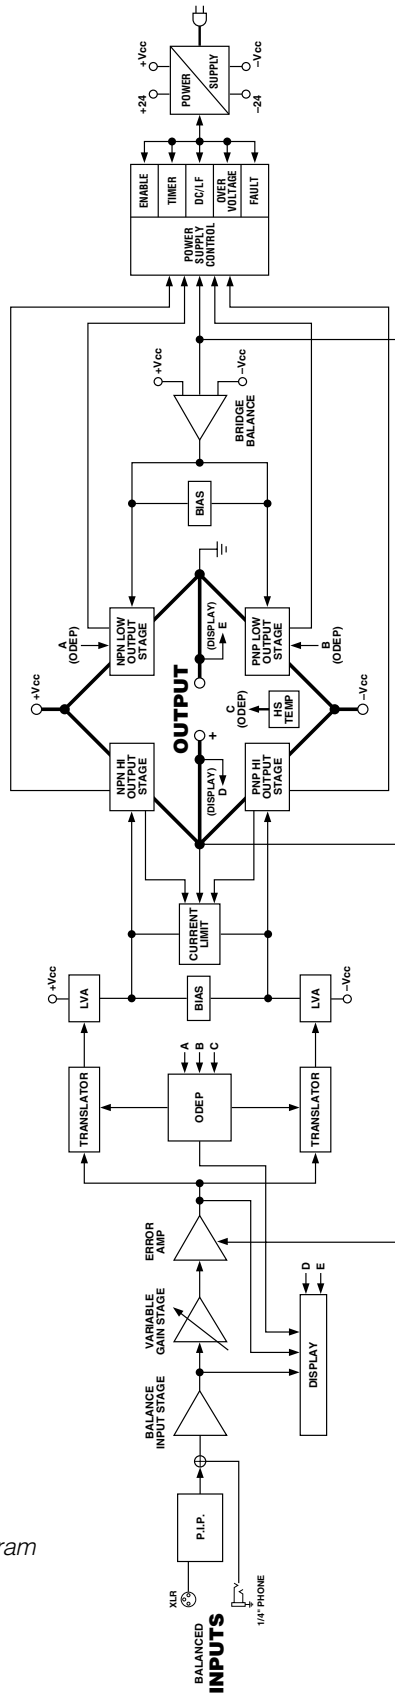 ram
BALANCED
INPUTS
XLR
1/4" PHONE
P.I.P.
BALANCE
INPUT STAGE
VARIABLE
GAIN STAGE
ERROR
AMP
DISPLAY
D
E
TRANSLATOR
ODEP
A
B
C
TRANSLATOR
+Vcc
LVA
BIAS
LVA
–Vcc
CURRENT
LIMIT
NPN HI
OUTPUT
STAGE
(DISPLAY)
D
PNP HI
OUTPUT
STAGE
+Vcc
OUTPUT
+
C
(ODEP)
HS
TEMP
–Vcc
A
(ODEP)
NPN LOW
OUTPUT
STAGE
(DISPLAY)
E
PNP LOW
OUTPUT
STAGE
B
(ODEP)
BIAS
BRIDGE
BALANCE
+Vcc
–Vcc
POWER
SUPPLY
CONTROL
ENABLE
TIMER
DC/LF
OVER
VOLTAGE
FAULT
+24
+Vcc
POWER
SUPPLY
–24
–Vcc